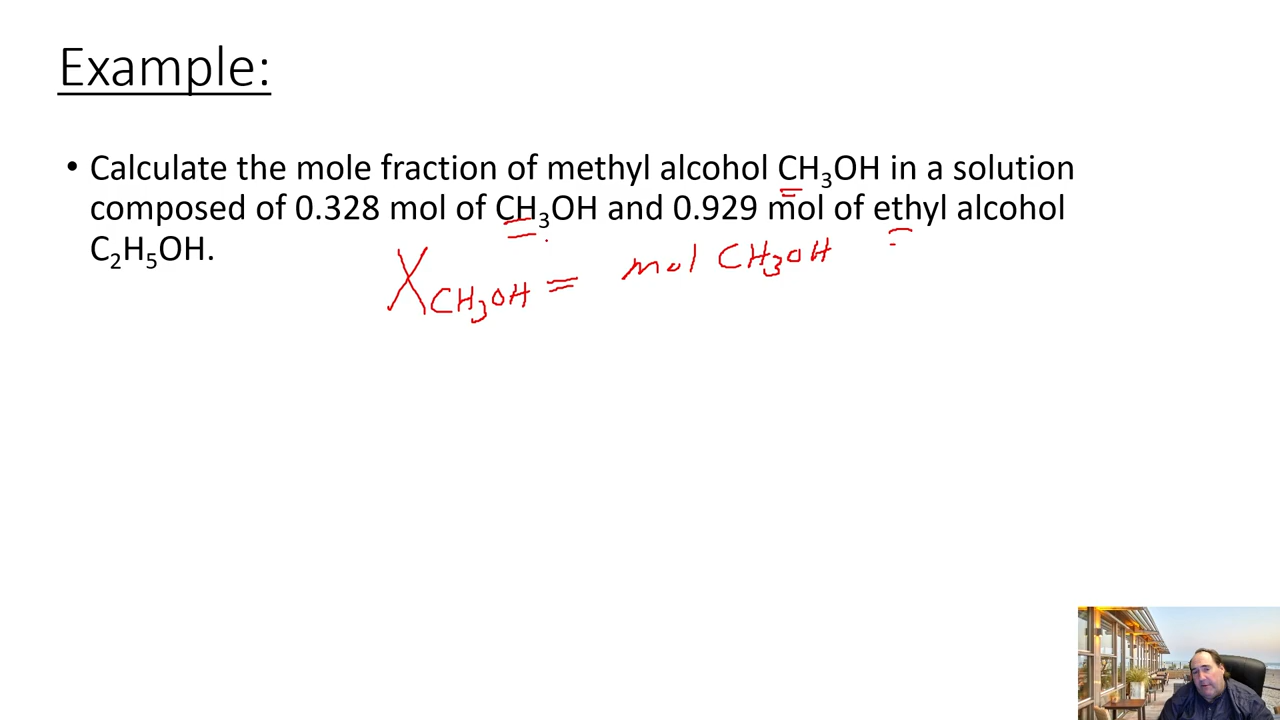 Example:
• Calculate the mole fraction of methyl alcohol CH₃OH in a solution
composed of 0.328 mol of CH₃OH and 0.929 mol of ethyl alcohol
C₂H₅OH.
X CH₃OH = mol CH₃OH